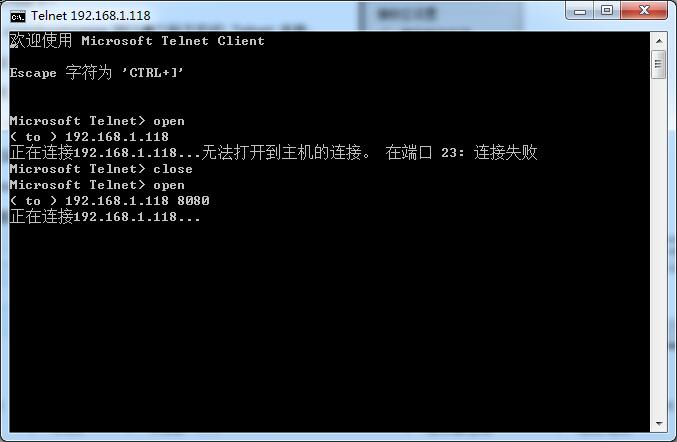 Telnet 192.168.1.118
欢迎使用 Microsoft Telnet Client
Escape 字符为 'CTRL+]'
Microsoft Telnet> open
( to ) 192.168.1.118
正在连接192.168.1.118...无法打开到主机的连接。 在端口 23: 连接失败
Microsoft Telnet> close
Microsoft Telnet> open
( to ) 192.168.1.118 8080
正在连接192.168.1.118...